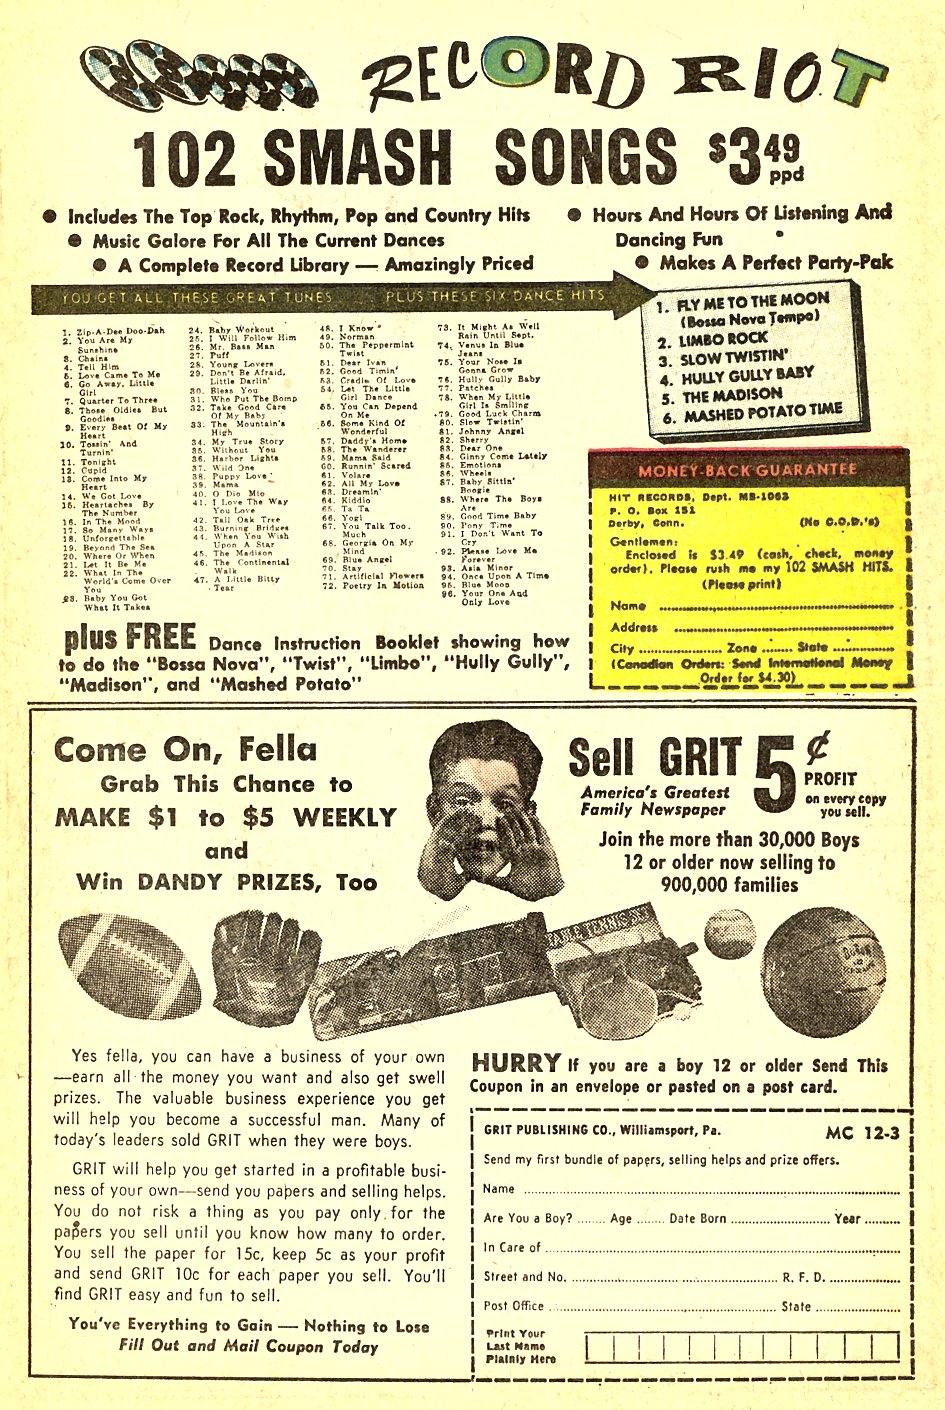 RECORD RIOT
102 SMASH SONGS $3.49 ppd
● Includes The Top Rock, Rhythm, Pop and Country Hits
● Music Galore For All The Current Dances
● A Complete Record Library — Amazingly Priced
● Hours And Hours Of Listening And
Dancing Fun
● Makes A Perfect Party-Pak
YOU GET ALL THESE GREAT TUNES . . . . PLUS THESE SIX DANCE HITS
1. Zip-A-Dee Doo-Dah
2. You Are My
Sunshine
3. Chains
4. Tell Him
5. Love Came To Me
6. Go Away, Little
Girl
7. Quarter To Three
8. Those Oldies But
Goodies
9. Every Beat Of My
Heart
10. Tossin' And
Turnin'
11. Tonight
12. Cupid
13. Come Into My
Heart
14. We Got Love
15. Heartaches By
The Number
16. In The Mood
17. So Many Ways
18. Unforgettable
19. Beyond The Sea
20. Where Or When
21. Let It Be Me
22. What In The
World's Come Over
You
23. Baby You Got
What It Takes
24. Baby Workout
25. I Will Follow Him
26. Mr. Bass Man
27. Puff
28. Young Lovers
29. Don't Be Afraid,
Little Darlin'
30. Bless You
31. Who Put The Bomp
32. Take Good Care
Of My Baby
33. The Mountain's
High
34. My True Story
35. Without You
36. Harbor Lights
37. Wild One
38. Puppy Love
39. Mama
40. O Dio Mio
41. I Love The Way
You Love
42. Tall Oak Tree
43. Burning Bridges
44. When You Wish
Upon A Star
45. The Madison
46. The Continental
Walk
47. A Little Bitty
Tear
48. I Know
49. Norman
50. The Peppermint
Twist
51. Dear Ivan
52. Good Timin'
53. Cradle Of Love
54. Let The Little
Girl Dance
55. You Can Depend
On Me
56. Some Kind Of
Wonderful
57. Daddy's Home
58. The Wanderer
59. Mama Said
60. Runnin' Scared
61. Volare
62. All My Love
63. Dreamin'
64. Kiddio
65. Ta Ta
66. Yogi
67. You Talk Too
Much
68. Georgia On My
Mind
69. Blue Angel
70. Stay
71. Artificial Flowers
72. Poetry In Motion
73. It Might As Well
Rain Until Sept.
74. Venus In Blue
Jeans
75. Your Nose Is
Gonna Grow
76. Hully Gully Baby
77. Patches
78. When My Little
Girl Is Smiling
79. Good Luck Charm
80. Slow Twistin'
81. Johnny Angel
82. Sherry
83. Dear One
84. Ginny Come Lately
85. Emotions
86. Wheels
87. Baby Sittin'
Boogie
88. Where The Boys
Are
89. Good Time Baby
90. Pony Time
91. I Don't Want To
Cry
92. Please Love Me
Forever
93. Asia Minor
94. Once Upon A Time
95. Blue Moon
96. Your One And
Only Love
1. FLY ME TO THE MOON
(Bossa Nova Tempo)
2. LIMBO ROCK
3. SLOW TWISTIN'
4. HULLY GULLY BABY
5. THE MADISON
6. MASHED POTATO TIME
plus FREE Dance Instruction Booklet showing how
to do the "Bossa Nova", "Twist", "Limbo", "Hully Gully",
"Madison", and "Mashed Potato"
MONEY-BACK GUARANTEE
HIT RECORDS, Dept. MB-1063
P. O. Box 151
Derby, Conn. (No C.O.D.'s)
Gentlemen:
Enclosed is $3.49 (cash, check, money
order). Please rush me my 102 SMASH HITS.
(Please print)
Name
Address
City Zone State
(Canadian Orders: Send International Money
Order for $4.30)
Come On, Fella
Grab This Chance to
MAKE $1 to $5 WEEKLY
and
Win DANDY PRIZES, Too
Sell GRIT 5¢ PROFIT
on every copy
you sell.
America's Greatest
Family Newspaper
Join the more than 30,000 Boys
12 or older now selling to
900,000 families
TABLE TENNIS SET
Yes fella, you can have a business of your own
—earn all the money you want and also get swell
prizes. The valuable business experience you get
will help you become a successful man. Many of
today's leaders sold GRIT when they were boys.
GRIT will help you get started in a profitable busi-
ness of your own—send you papers and selling helps.
You do not risk a thing as you pay only for the
papers you sell until you know how many to order.
You sell the paper for 15c, keep 5c as your profit
and send GRIT 10c for each paper you sell. You'll
find GRIT easy and fun to sell.
You've Everything to Gain — Nothing to Lose
Fill Out and Mail Coupon Today
HURRY If you are a boy 12 or older Send This
Coupon in an envelope or pasted on a post card.
GRIT PUBLISHING CO., Williamsport, Pa. MC 12-3
Send my first bundle of papers, selling helps and prize offers.
Name
Are You a Boy? Age Date Born Year
In Care of
Street and No. R. F. D.
Post Office State
Print Your
Last Name
Plainly Here